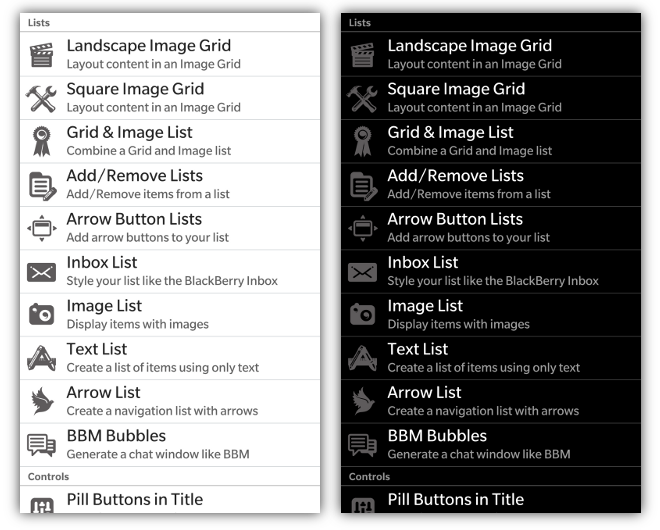 Lists
Landscape Image Grid
Layout content in an Image Grid
Square Image Grid
Layout content in an Image Grid
Grid & Image List
Combine a Grid and Image list
Add/Remove Lists
Add/Remove items from a list
Arrow Button Lists
Add arrow buttons to your list
Inbox List
Style your list like the BlackBerry Inbox
Image List
Display items with images
Text List
Create a list of items using only text
Arrow List
Create a navigation list with arrows
BBM Bubbles
Generate a chat window like BBM
Controls
Pill Buttons in Title
Lists
Landscape Image Grid
Layout content in an Image Grid
Square Image Grid
Layout content in an Image Grid
Grid & Image List
Combine a Grid and Image list
Add/Remove Lists
Add/Remove items from a list
Arrow Button Lists
Add arrow buttons to your list
Inbox List
Style your list like the BlackBerry Inbox
Image List
Display items with images
Text List
Create a list of items using only text
Arrow List
Create a navigation list with arrows
BBM Bubbles
Generate a chat window like BBM
Controls
Pill Buttons in Title